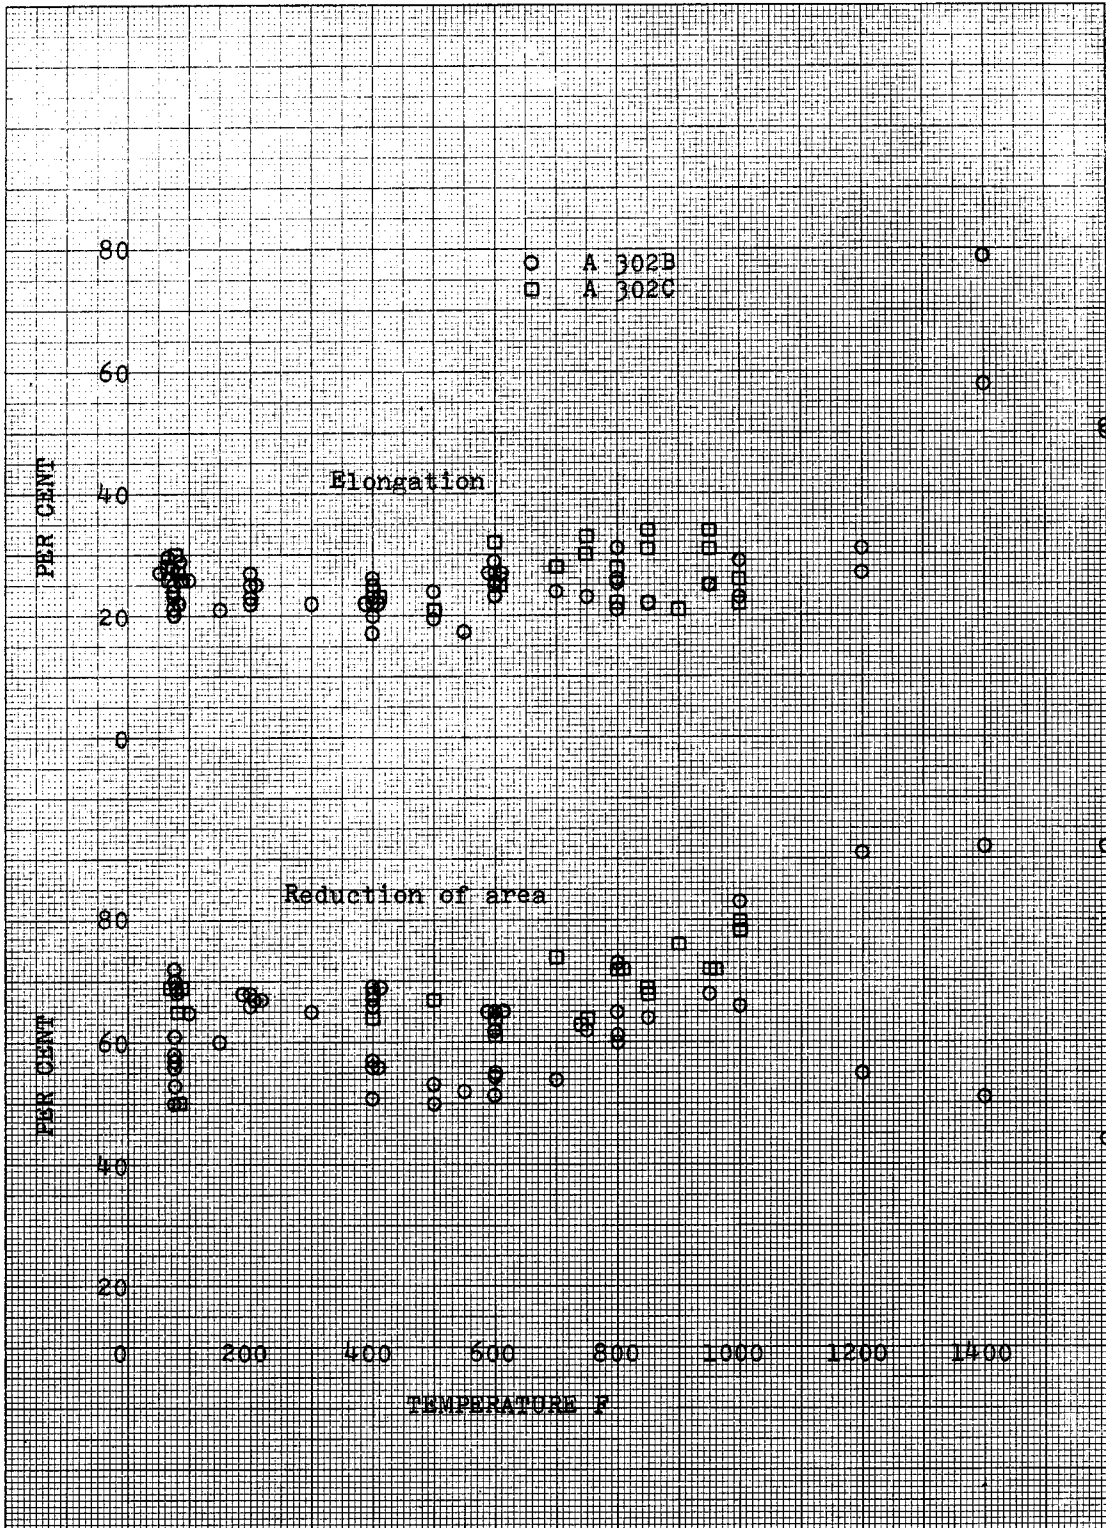 80
A 302B
A 302C
60
PER CENT
Elongation
40
20
0
Reduction of area
80
PER CENT
60
40
20
0 200 400 600 800 1000 1200 1400
TEMPERATURE F